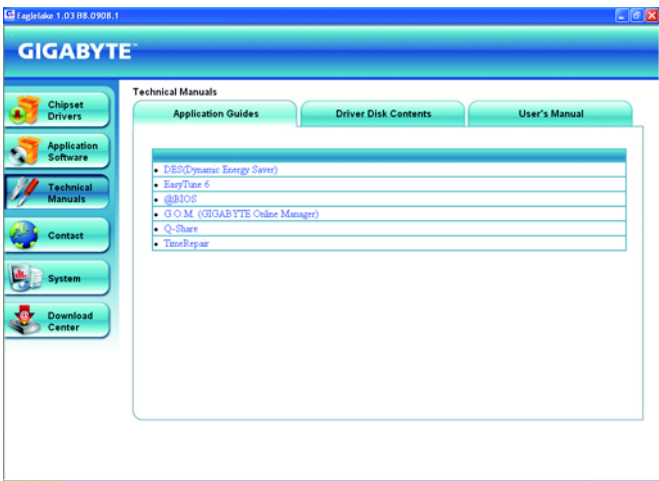 Eaglelake 1.03 B8.0908.1
GIGABYTE™
Chipset
Drivers
Application
Software
Technical
Manuals
Contact
System
Download
Center
Technical Manuals
Application Guides
Driver Disk Contents
User's Manual
• DES(Dynamic Energy Saver)
• EasyTune 6
• @BIOS
• G.O.M. (GIGABYTE Online Manager)
• Q-Share
• TimeRepair